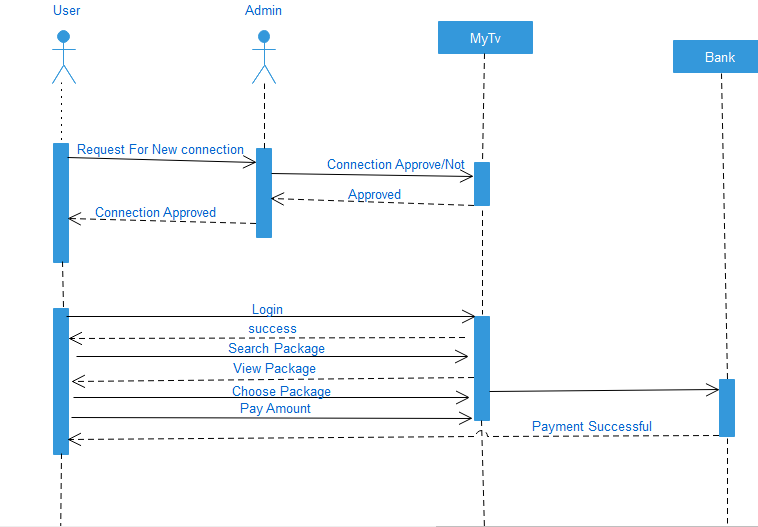 User
Admin
MyTv
Bank
Request For New connection
Connection Approve/Not
Approved
Connection Approved
Login
success
Search Package
View Package
Choose Package
Pay Amount
Payment Successful